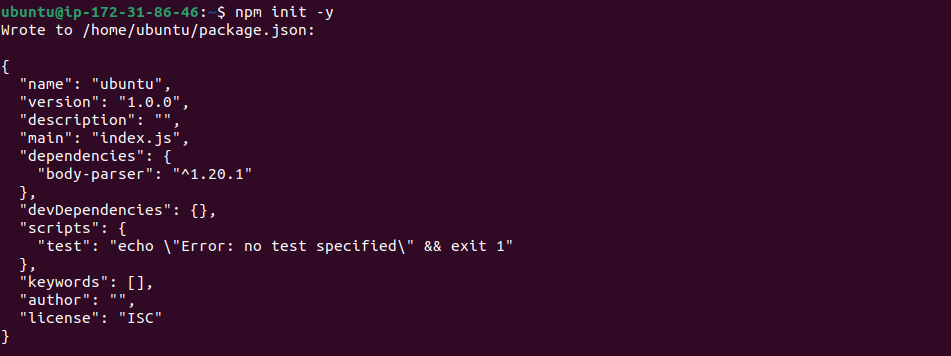 ubuntu@ip-172-31-86-46:~$ npm init -y
Wrote to /home/ubuntu/package.json:

{
  "name": "ubuntu",
  "version": "1.0.0",
  "description": "",
  "main": "index.js",
  "dependencies": {
    "body-parser": "^1.20.1"
  },
  "devDependencies": {},
  "scripts": {
    "test": "echo \"Error: no test specified\" && exit 1"
  },
  "keywords": [],
  "author": "",
  "license": "ISC"
}